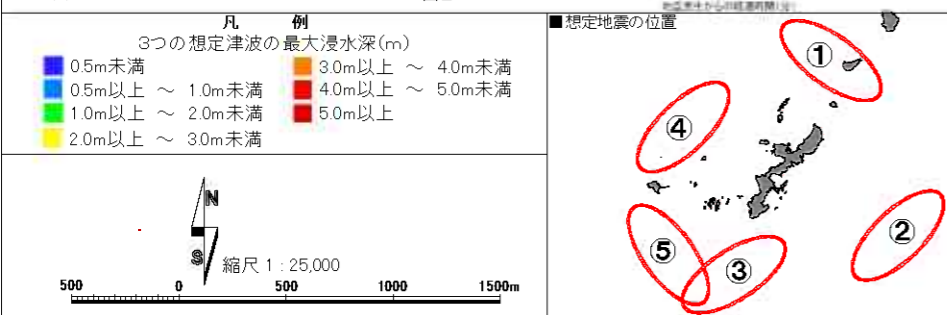 凡 例
3つの想定津波の最大浸水深(m)
0.5m未満
0.5m以上 ～ 1.0m未満
1.0m以上 ～ 2.0m未満
2.0m以上 ～ 3.0m未満
3.0m以上 ～ 4.0m未満
4.0m以上 ～ 5.0m未満
5.0m以上
N
S
縮尺 1：25,000
500 0 500 1000 1500m
■想定地震の位置
①
④
②
⑤
③